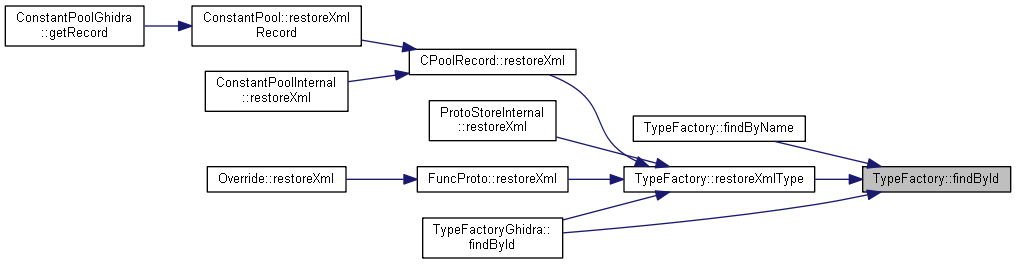 ConstantPoolGhidra
::getRecord
ConstantPool::restoreXml
Record
CPoolRecord::restoreXml
ConstantPoolInternal
::restoreXml
ProtoStoreInternal
::restoreXml
TypeFactory::findByName
Override::restoreXml
FuncProto::restoreXml
TypeFactory::restoreXmlType
TypeFactory::findById
TypeFactoryGhidra::
findById